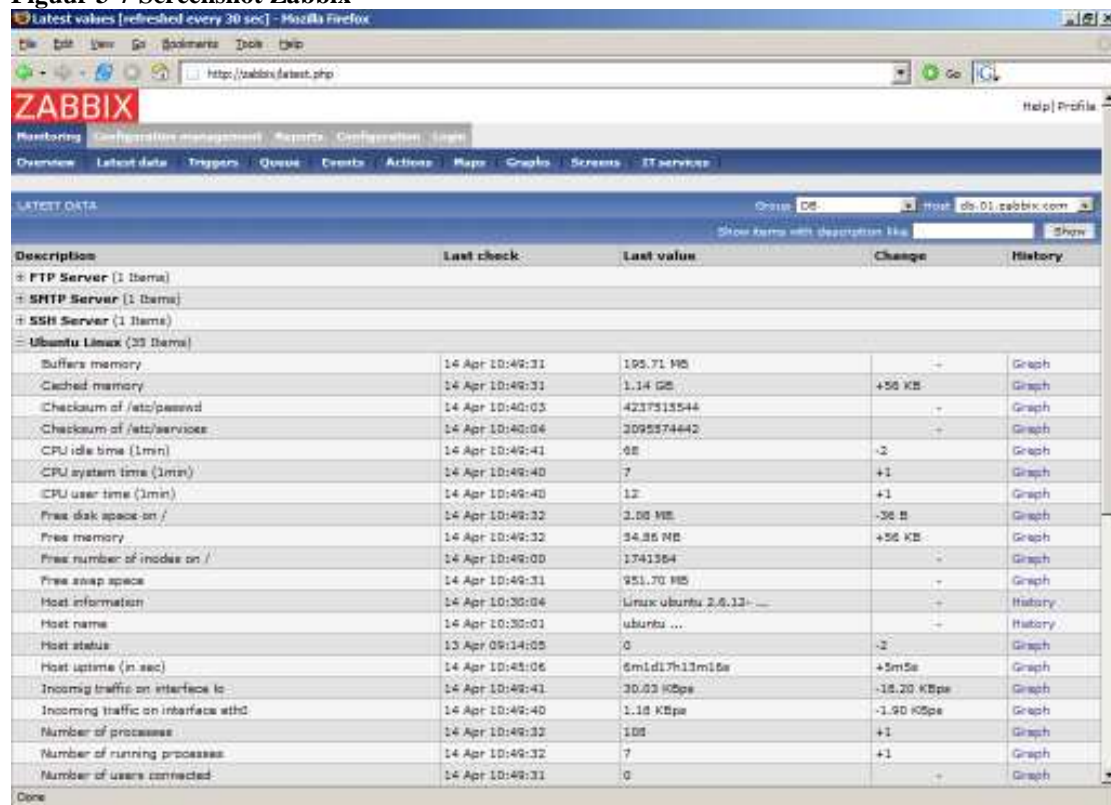 Figuur 5-7 Screenshot Zabbix
Latest values [refreshed every 30 sec] - Mozilla Firefox
File Edit View Go Bookmarks Tools Help
http://zabbix/latest.php Go
ZABBIX Help | Profile
Monitoring Configuration management Reports Configuration Login
Overview Latest data Triggers Queue Events Actions Maps Graphs Screens IT services
LATEST DATA Group DB Host db.01.zabbix.com
Show items with description like Show
Description Last check Last value Change History
+ FTP Server (1 Items)
+ SMTP Server (1 Items)
+ SSH Server (1 Items)
- Ubuntu Linux (35 Items)
Buffers memory 14 Apr 10:49:31 195.71 MB - Graph
Cached memory 14 Apr 10:49:31 1.14 GB +56 KB Graph
Checksum of /etc/passwd 14 Apr 10:40:03 4237515544 - Graph
Checksum of /etc/services 14 Apr 10:40:04 2095574442 - Graph
CPU idle time (1min) 14 Apr 10:49:41 68 -2 Graph
CPU system time (1min) 14 Apr 10:49:40 7 +1 Graph
CPU user time (1min) 14 Apr 10:49:40 12 +1 Graph
Free disk space on / 14 Apr 10:49:32 2.08 MB -36 B Graph
Free memory 14 Apr 10:49:32 54.86 MB +56 KB Graph
Free number of inodes on / 14 Apr 10:49:00 1741364 - Graph
Free swap space 14 Apr 10:49:31 951.70 MB - Graph
Host information 14 Apr 10:30:04 Linux ubuntu 2.6.12- ... - History
Host name 14 Apr 10:30:01 ubuntu ... - History
Host status 13 Apr 09:14:05 0 -2 Graph
Host uptime (in sec) 14 Apr 10:45:06 6m1d17h13m16s +5m5s Graph
Incomig traffic on interface lo 14 Apr 10:49:41 30.03 KBps -16.20 KBps Graph
Incoming traffic on interface eth0 14 Apr 10:49:40 1.18 KBps -1.90 KBps Graph
Number of processes 14 Apr 10:49:32 108 +1 Graph
Number of running processes 14 Apr 10:49:32 7 +1 Graph
Number of users connected 14 Apr 10:49:31 0 - Graph
Done